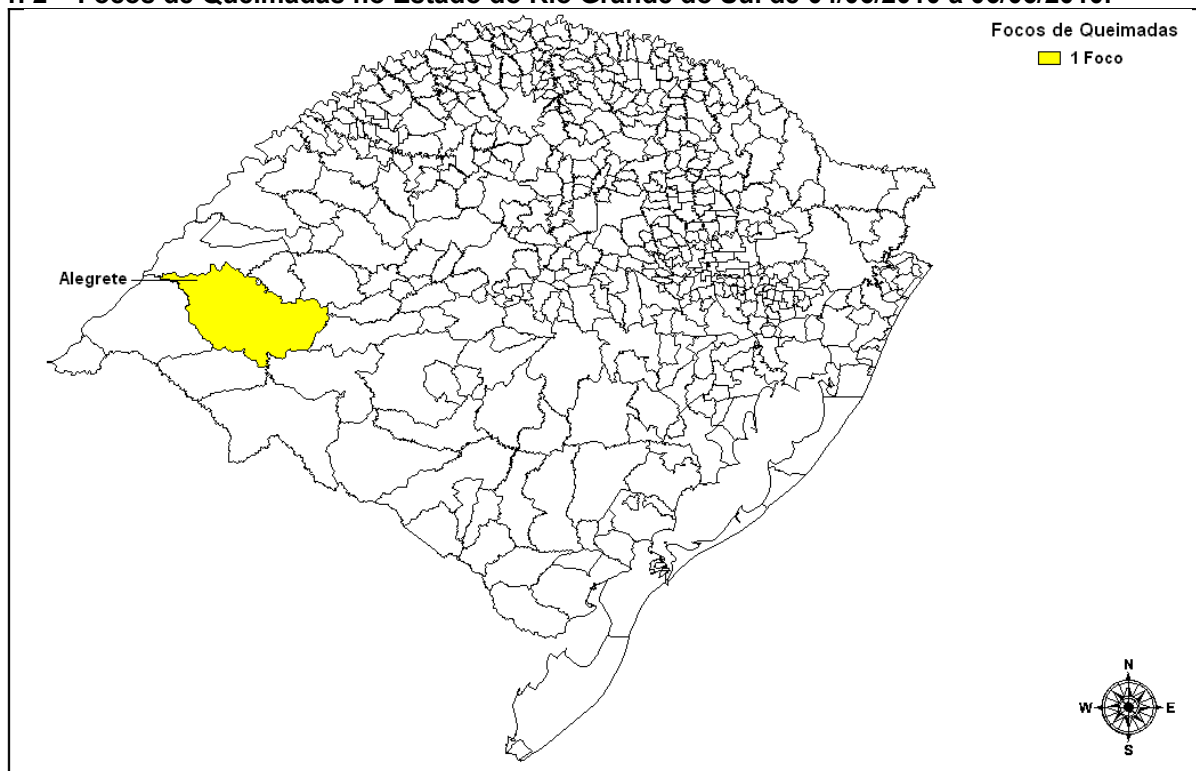 Focos de Queimadas no Estado do Rio Grande do Sul de
Focos de Queimadas
1 Foco
Alegrete
N
W E
S